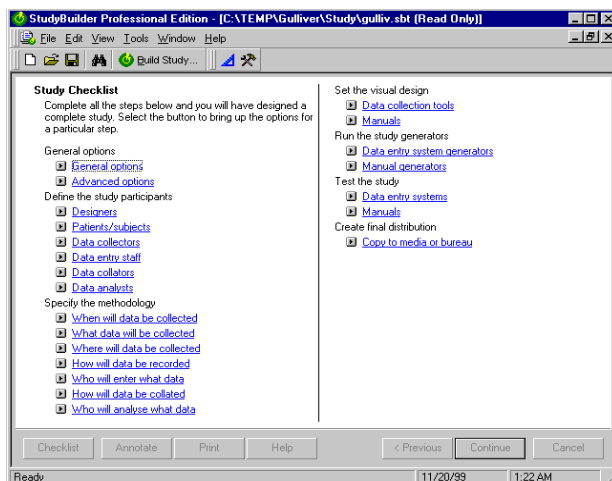 StudyBuilder Professional Edition - [C:\TEMP\Gulliver\Study\gulliv.sbt (Read Only)]
File Edit View Tools Window Help
Build Study...
Study Checklist
Complete all the steps below and you will have designed a
complete study. Select the button to bring up the options for
a particular step.
General options
General options
Advanced options
Define the study participants
Designers
Patients/subjects
Data collectors
Data entry staff
Data collators
Data analysts
Specify the methodology
When will data be collected
What data will be collected
Where will data be collected
How will data be recorded
Who will enter what data
How will data be collated
Who will analyse what data
Set the visual design
Data collection tools
Manuals
Run the study generators
Data entry system generators
Manual generators
Test the study
Data entry systems
Manuals
Create final distribution
Copy to media or bureau
Checklist Annotate Print Help < Previous Continue Cancel
Ready 11/20/99 1:22 AM